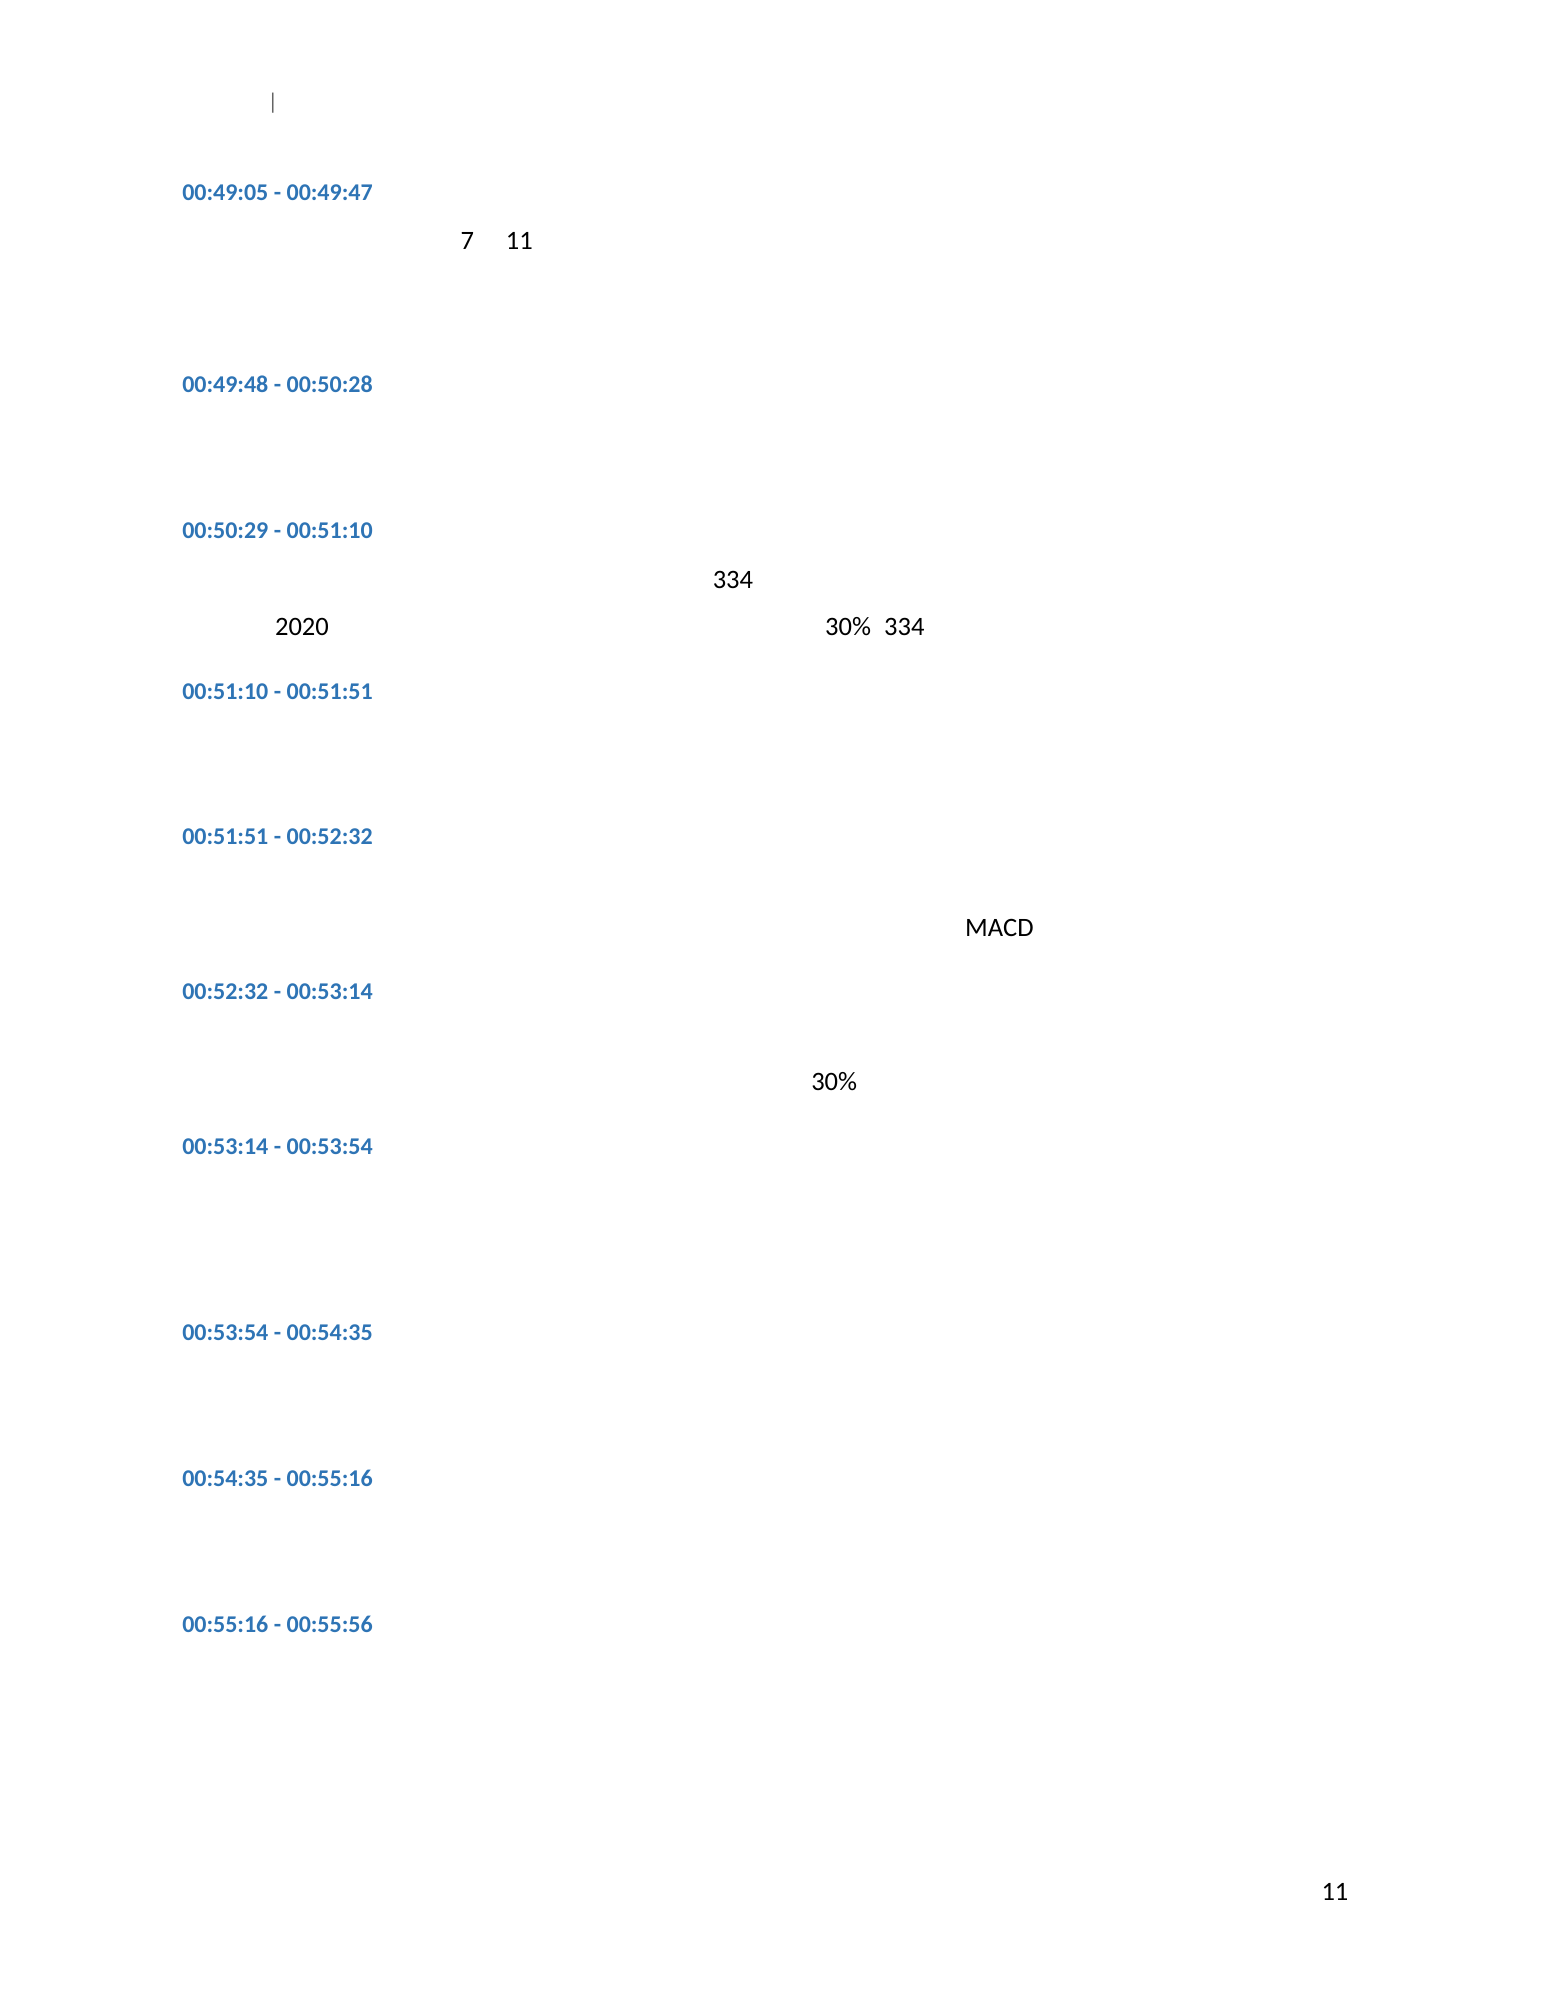 |
00:49:05 - 00:49:47
7 11
00:49:48 - 00:50:28
00:50:29 - 00:51:10
334
2020 30% 334
00:51:10 - 00:51:51
00:51:51 - 00:52:32
MACD
00:52:32 - 00:53:14
30%
00:53:14 - 00:53:54
00:53:54 - 00:54:35
00:54:35 - 00:55:16
00:55:16 - 00:55:56
11